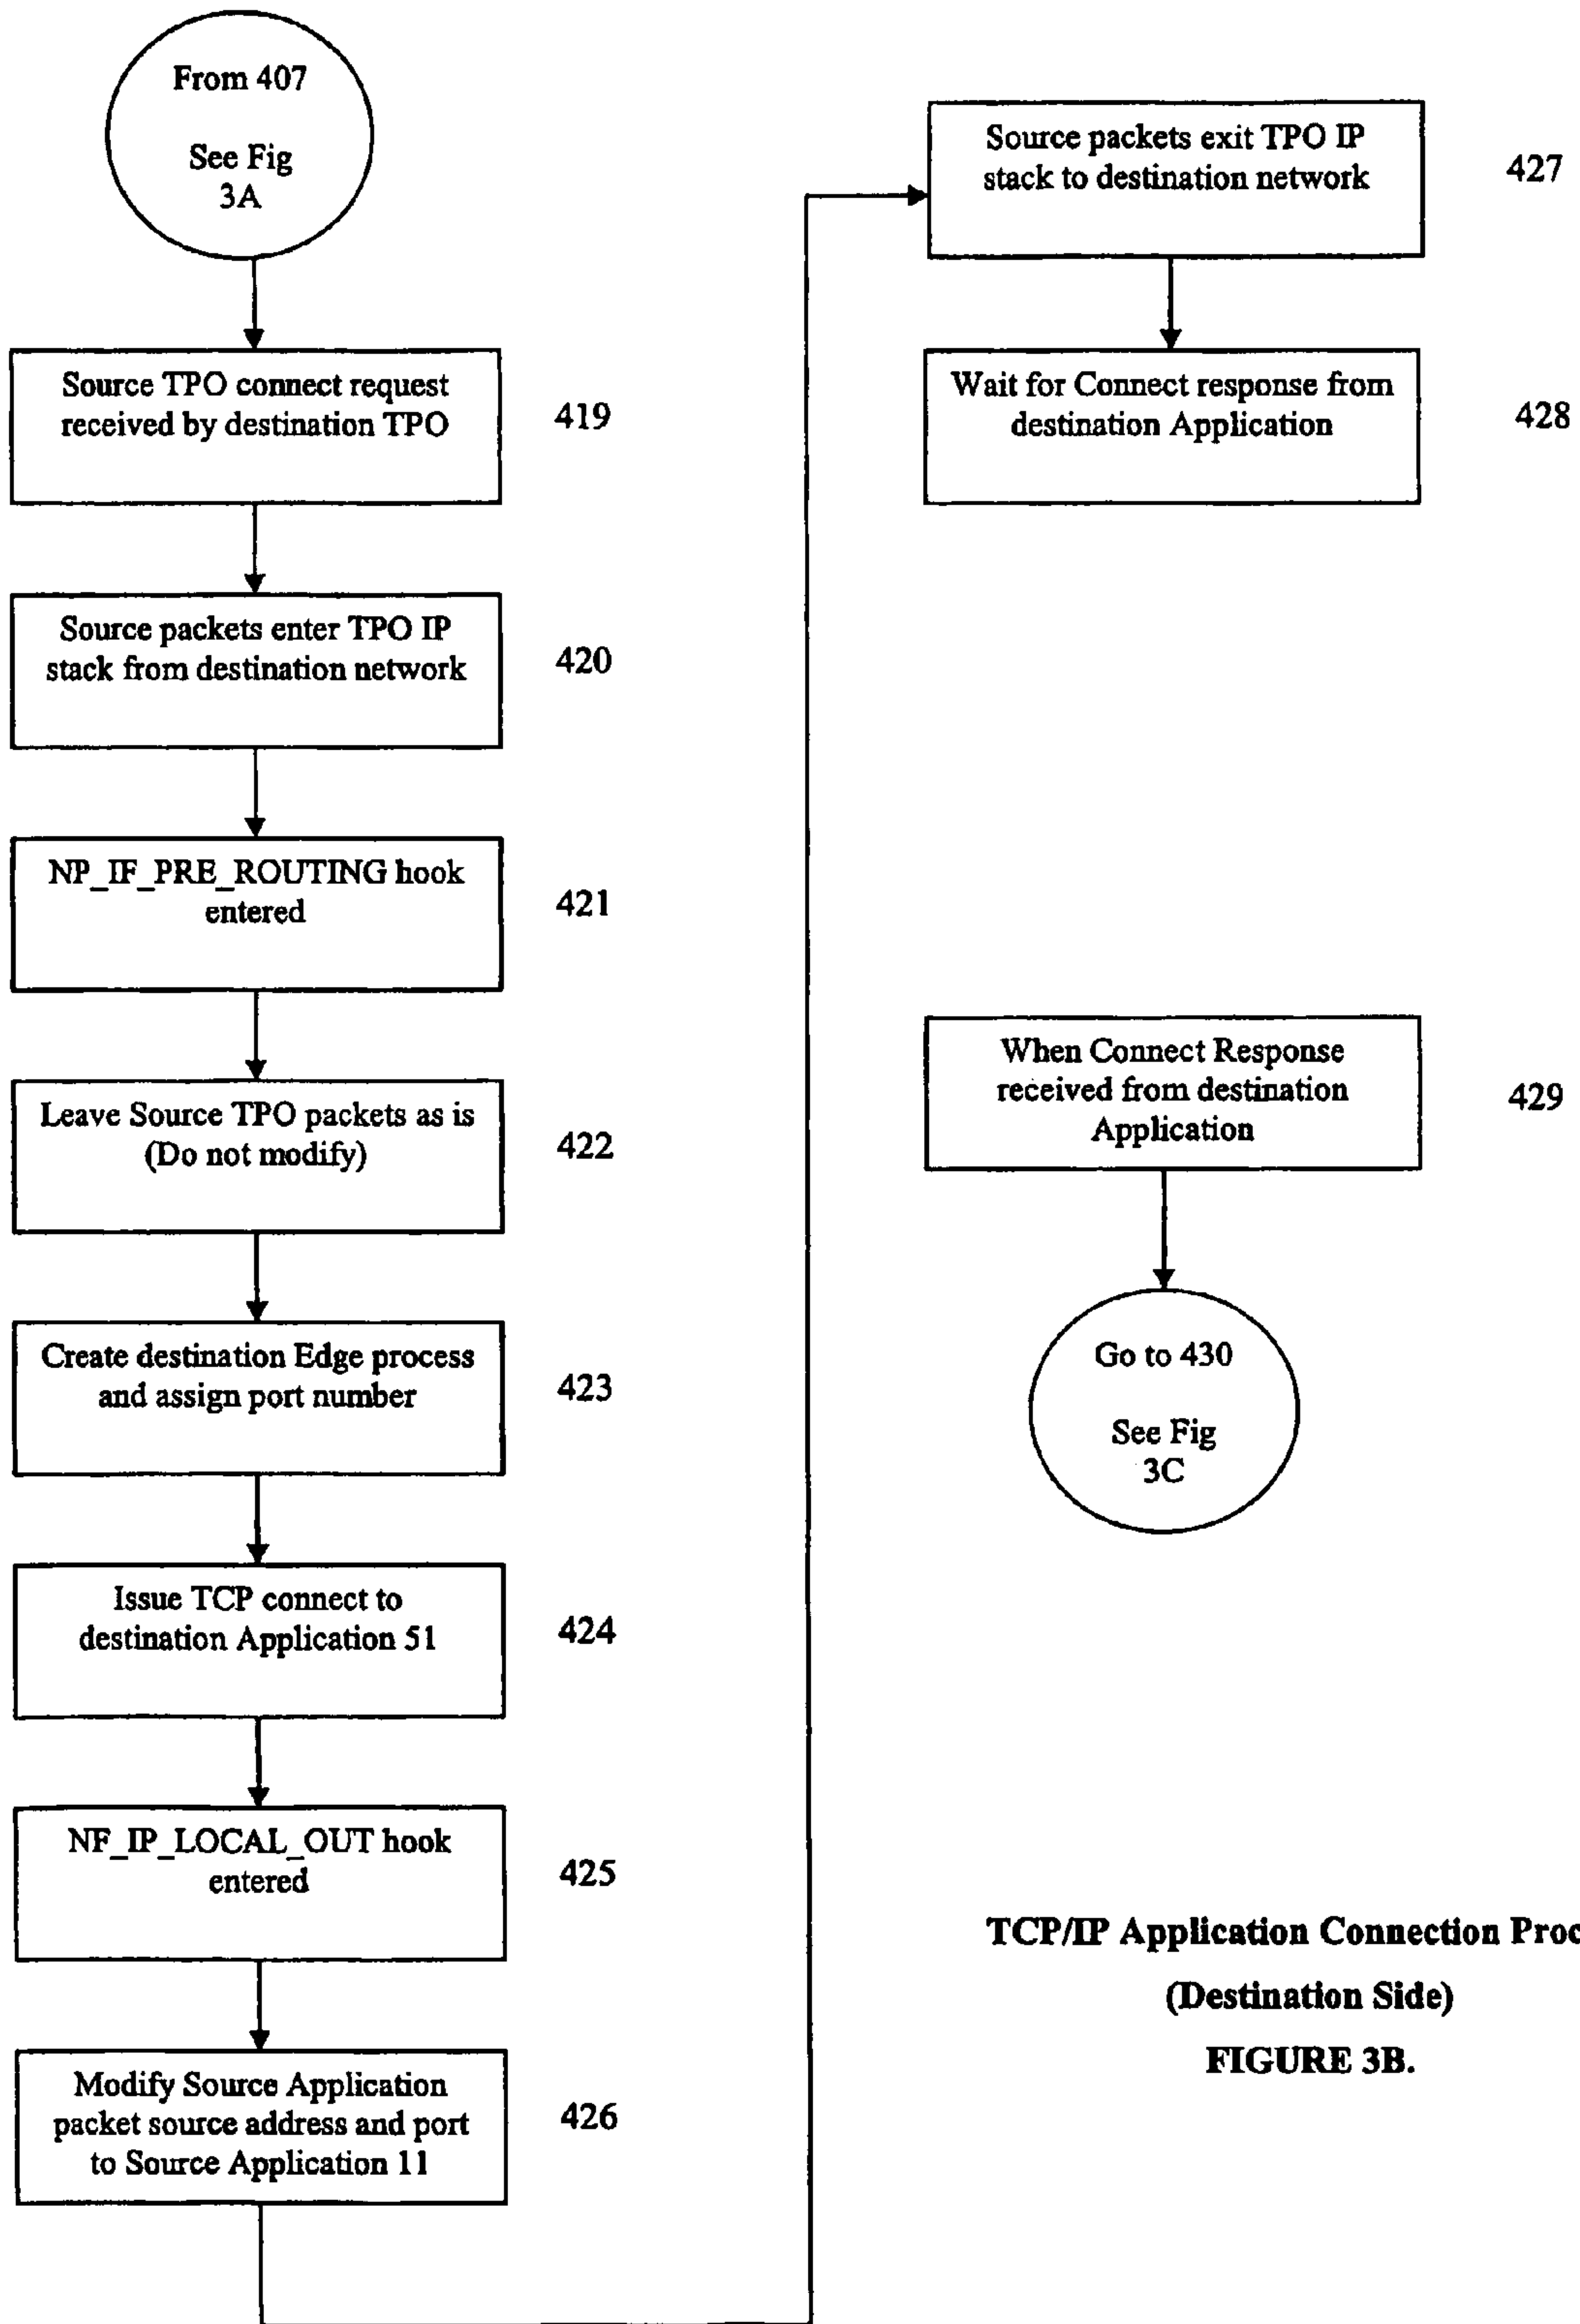 From 407
See Fig
3A
Source TPO connect request
received by destination TPO
419
Source packets enter TPO IP
stack from destination network
420
NP_IF_PRE_ROUTING hook
entered
421
Leave Source TPO packets as is
(Do not modify)
422
Create destination Edge process
and assign port number
423
Issue TCP connect to
destination Application 51
424
NF_IP_LOCAL_OUT hook
entered
425
Modify Source Application
packet source address and port
to Source Application 11
426
Source packets exit TPO IP
stack to destination network
427
Wait for Connect response from
destination Application
428
When Connect Response
received from destination
Application
429
Go to 430
See Fig
3C
TCP/IP Application Connection Proc
(Destination Side)
FIGURE 3B.